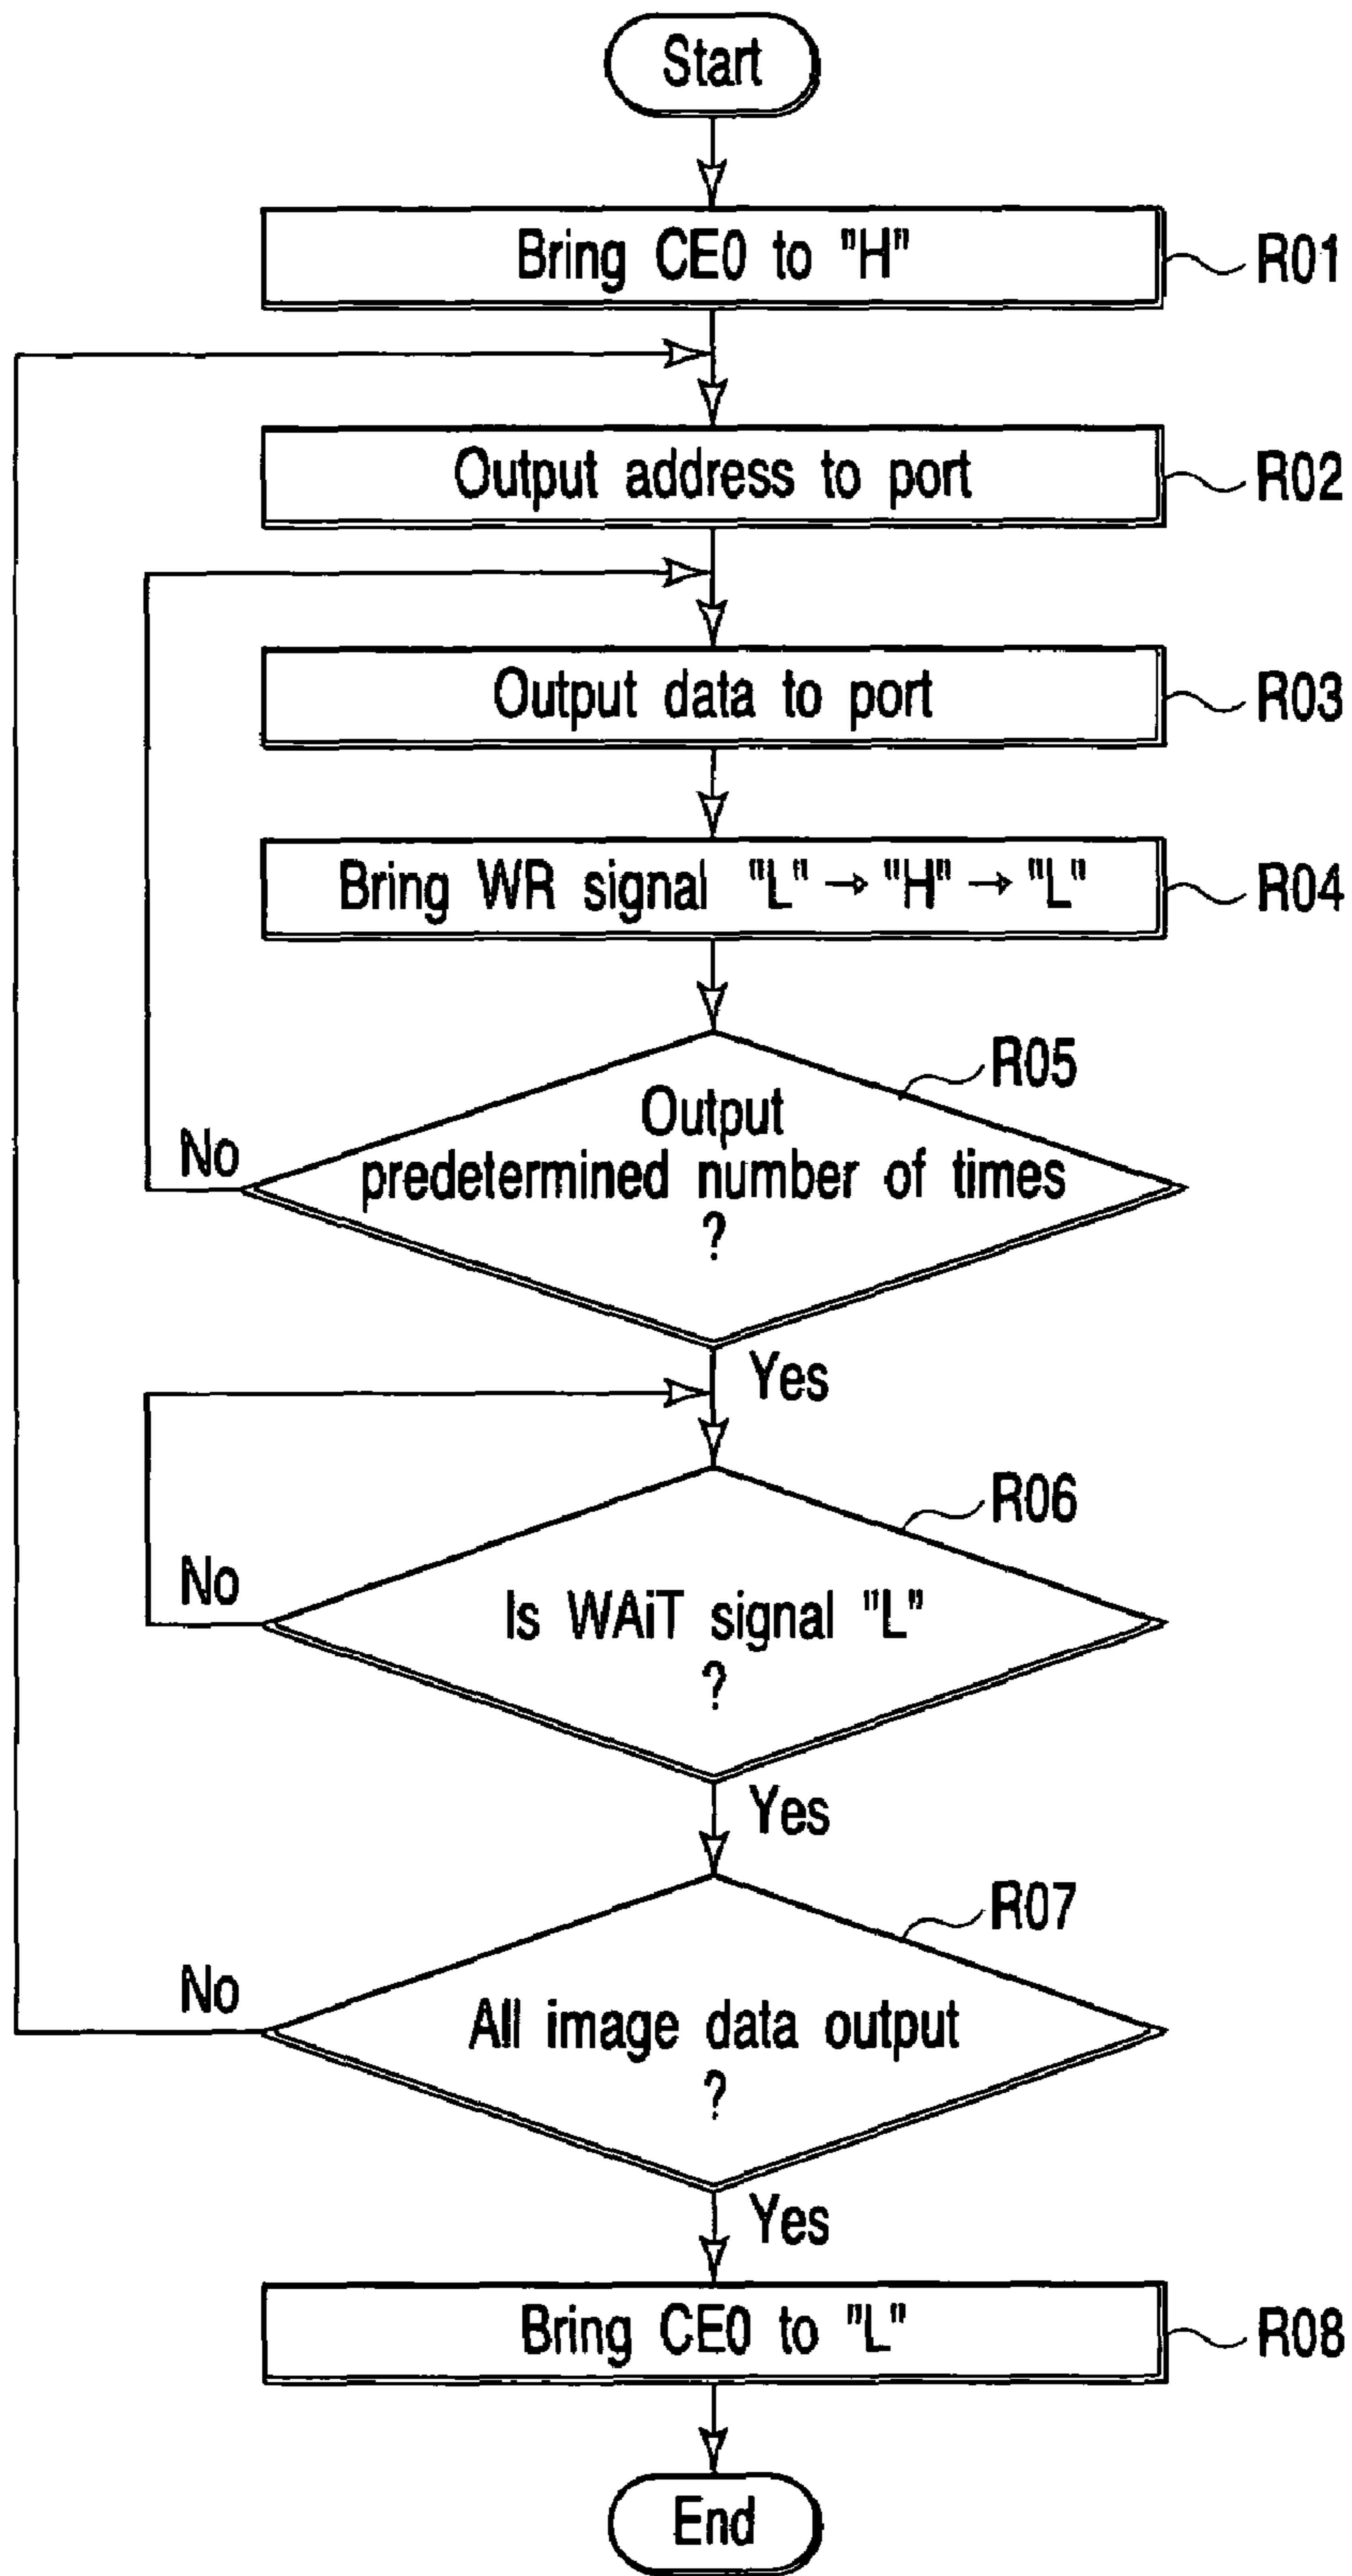 Start
Bring CE0 to "H"
R01
Output address to port
R02
Output data to port
R03
Bring WR signal "L" → "H" → "L"
R04
R05
Output
predetermined number of times
?
No
Yes
R06
Is WAiT signal "L"
?
No
Yes
R07
All image data output
?
No
Yes
Bring CE0 to "L"
R08
End